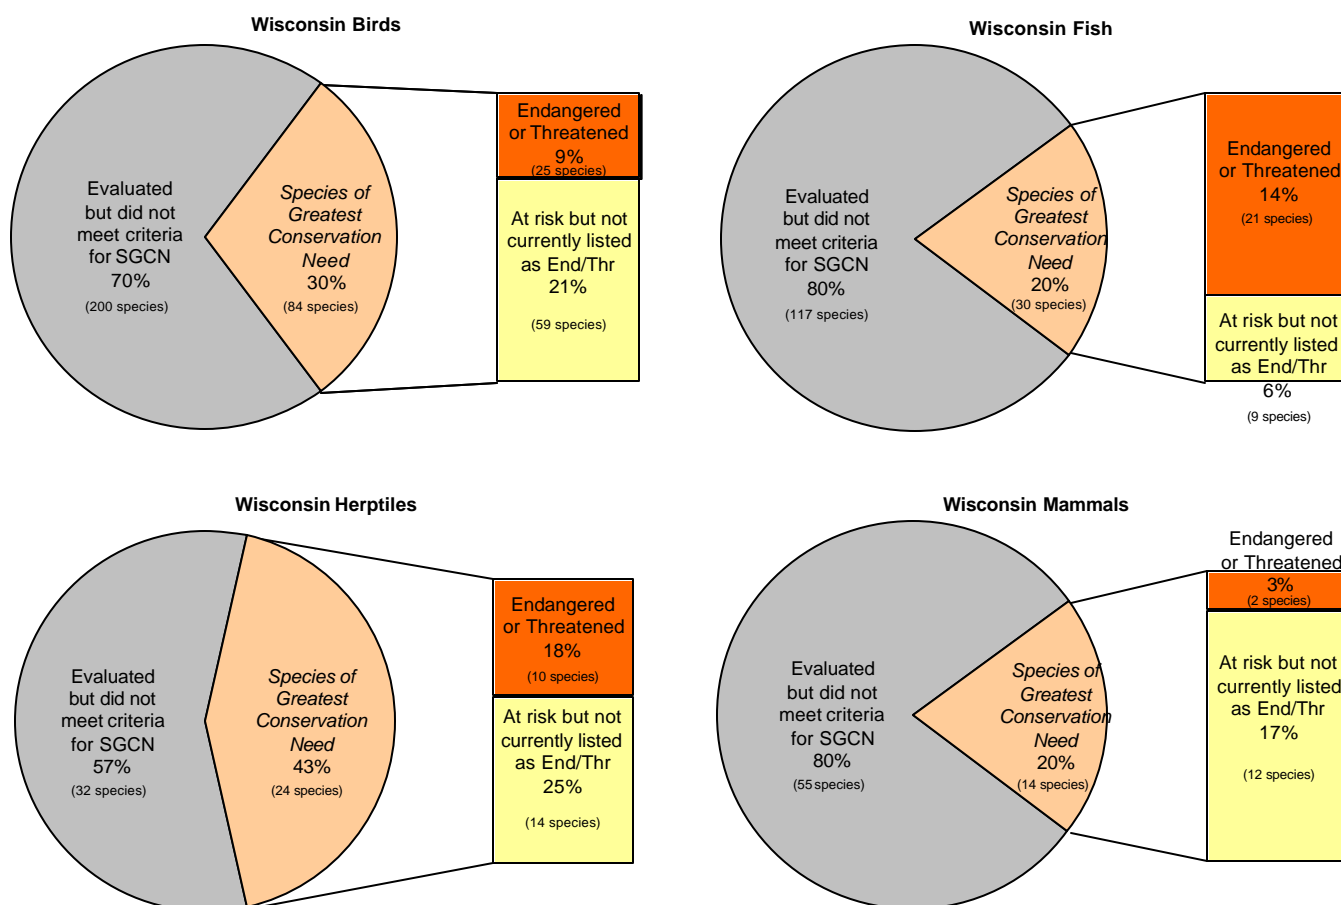 Wisconsin Birds
Evaluated
but did not
meet criteria
for SGCN
70%
(200 species)
Species of
Greatest
Conservation
Need
30%
(84 species)
Endangered
or Threatened
9%
(25 species)
At risk but not
currently listed
as End/Thr
21%
(59 species)
Wisconsin Fish
Evaluated
but did not
meet criteria
for SGCN
80%
(117 species)
Species of
Greatest
Conservation
Need
20%
(30 species)
Endangered
or Threatened
14%
(21 species)
At risk but not
currently listed
as End/Thr
6%
(9 species)
Wisconsin Herptiles
Evaluated
but did not
meet criteria
for SGCN
57%
(32 species)
Species of
Greatest
Conservation
Need
43%
(24 species)
Endangered
or Threatened
18%
(10 species)
At risk but not
currently listed
as End/Thr
25%
(14 species)
Wisconsin Mammals
Evaluated
but did not
meet criteria
for SGCN
80%
(55 species)
Species of
Greatest
Conservation
Need
20%
(14 species)
Endangered
or Threatened
3%
(2 species)
At risk but not
currently listed
as End/Thr
17%
(12 species)